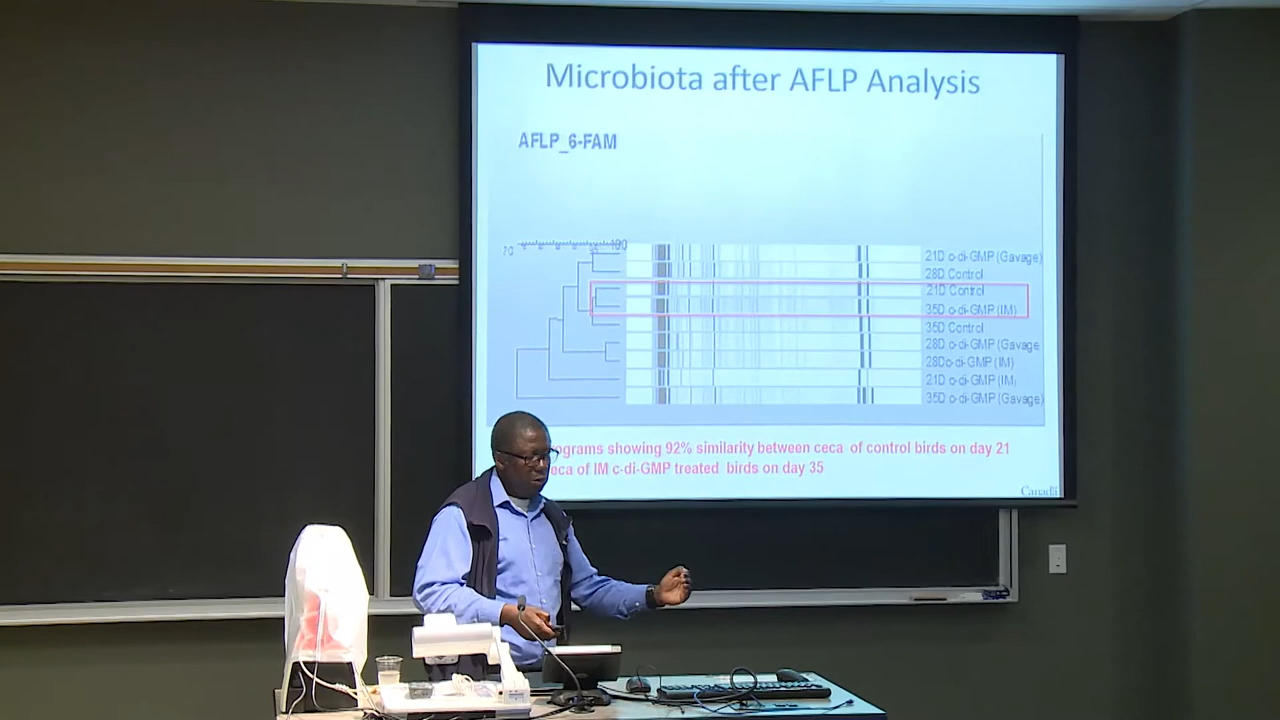 Microbiota after AFLP Analysis
AFLP_6-FAM
70
100
21D c-di-GMP (Gavage)
28D Control
21D Control
35D c-di-GMP (IM)
35D Control
28D c-di-GMP (Gavage
28Dc-di-GMP (IM)
21D c-di-GMP (IM)
35D c-di-GMP (Gavage)
ograms showing 92% similarity between ceca of control birds on day 21
eca of IM c-di-GMP treated birds on day 35
Canada